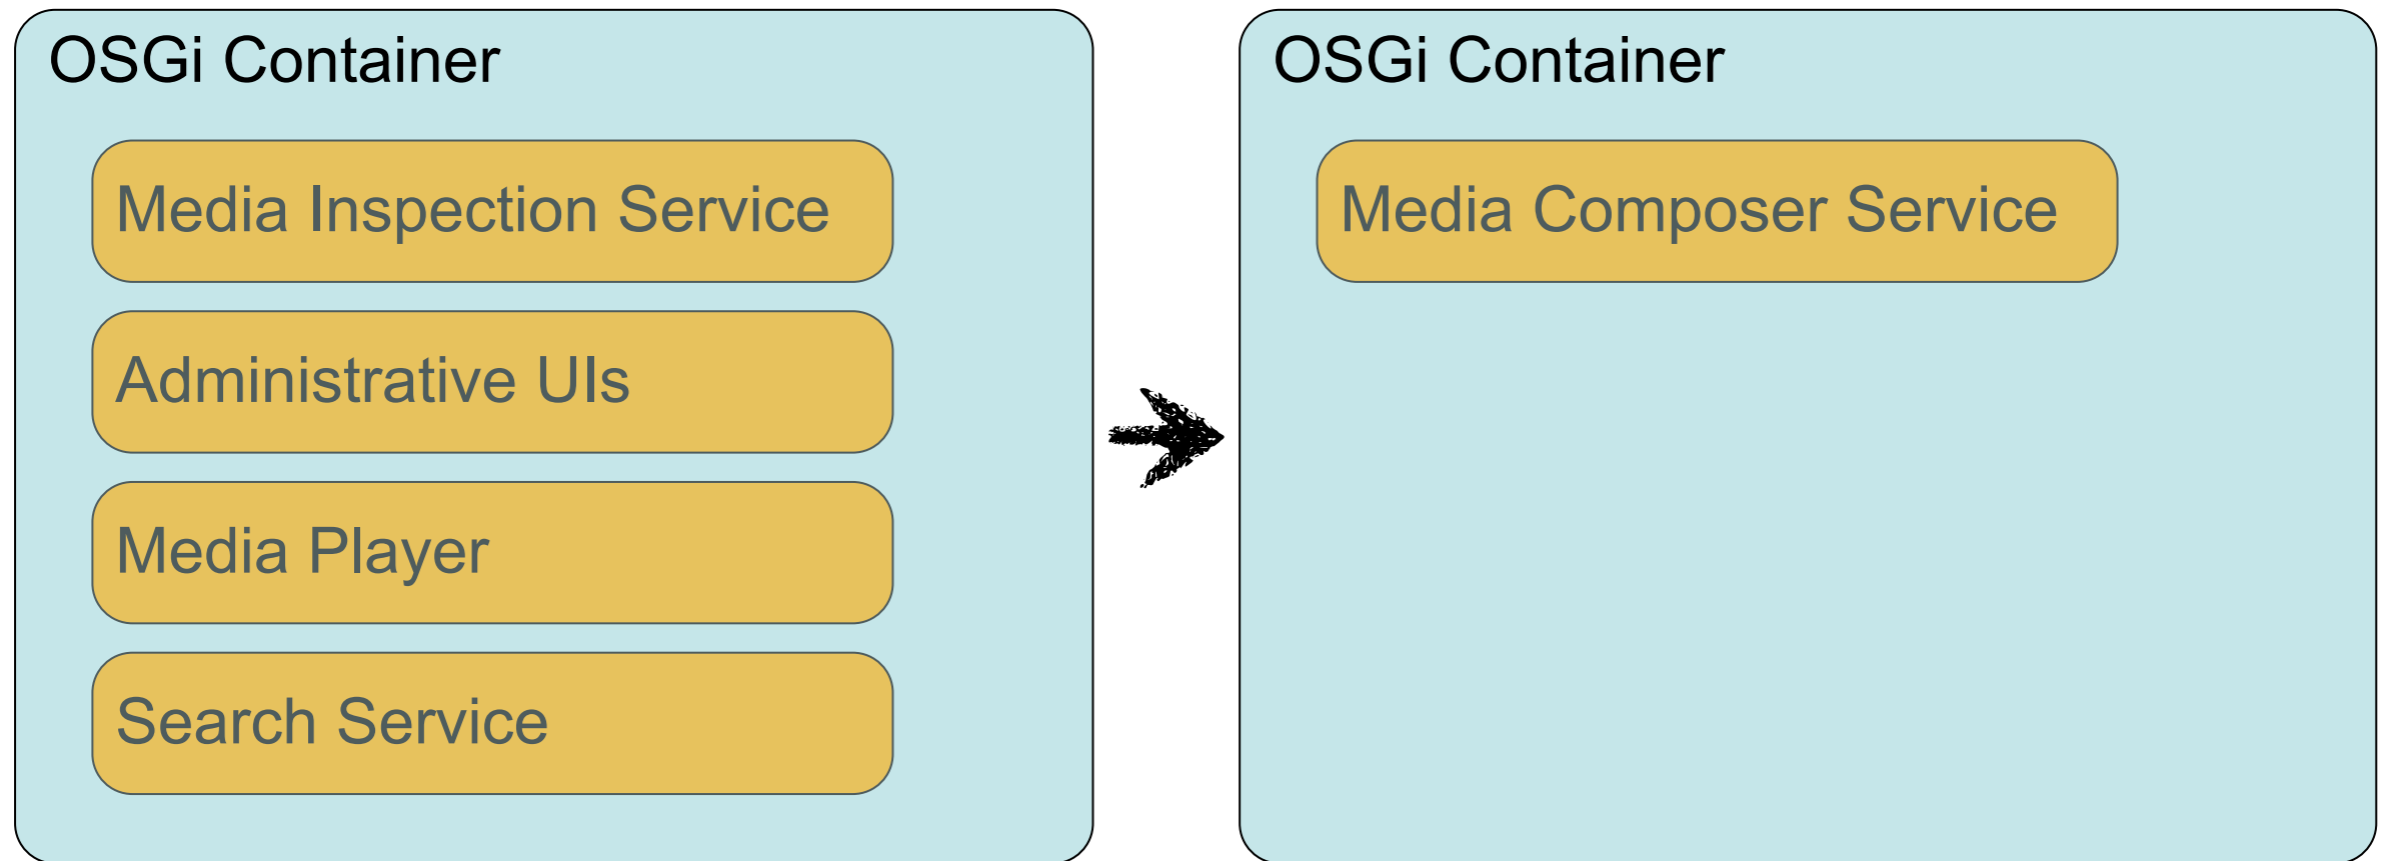 OSGi Container
Media Inspection Service
Administrative UIs
Media Player
Search Service
OSGi Container
Media Composer Service